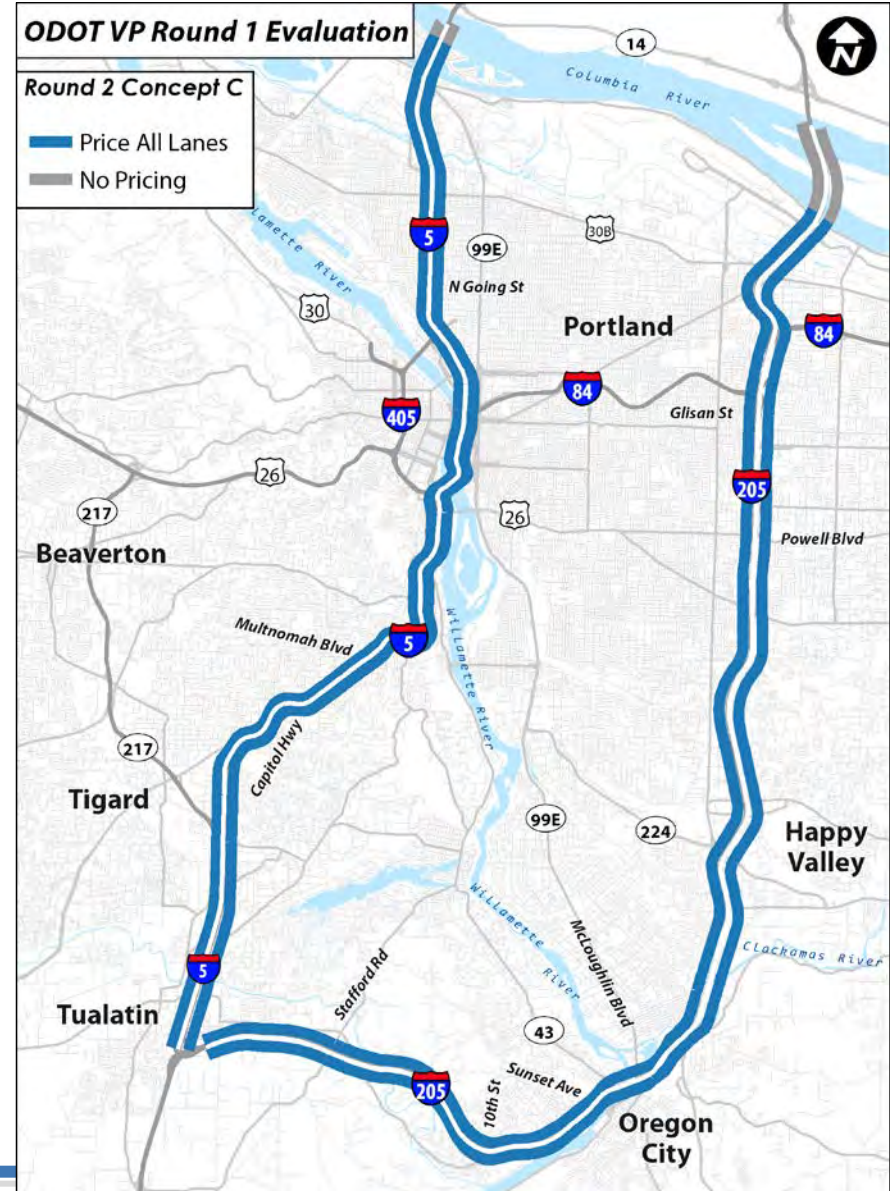 ODOT VP Round 1 Evaluation
Round 2 Concept C
Price All Lanes
No Pricing
N
14
Columbia River
Willamette River
5
99E
30B
N Going St
30
Portland
84
84
405
Glisan St
26
205
217
26
Powell Blvd
Beaverton
Multnomah Blvd
5
Willamette River
217
Capitol Hwy
Tigard
99E
224
Happy
Valley
Willamette
River
McLoughlin Blvd
Clackamas River
5
Stafford Rd
Tualatin
43
205
10th St
Sunset Ave
Oregon
City